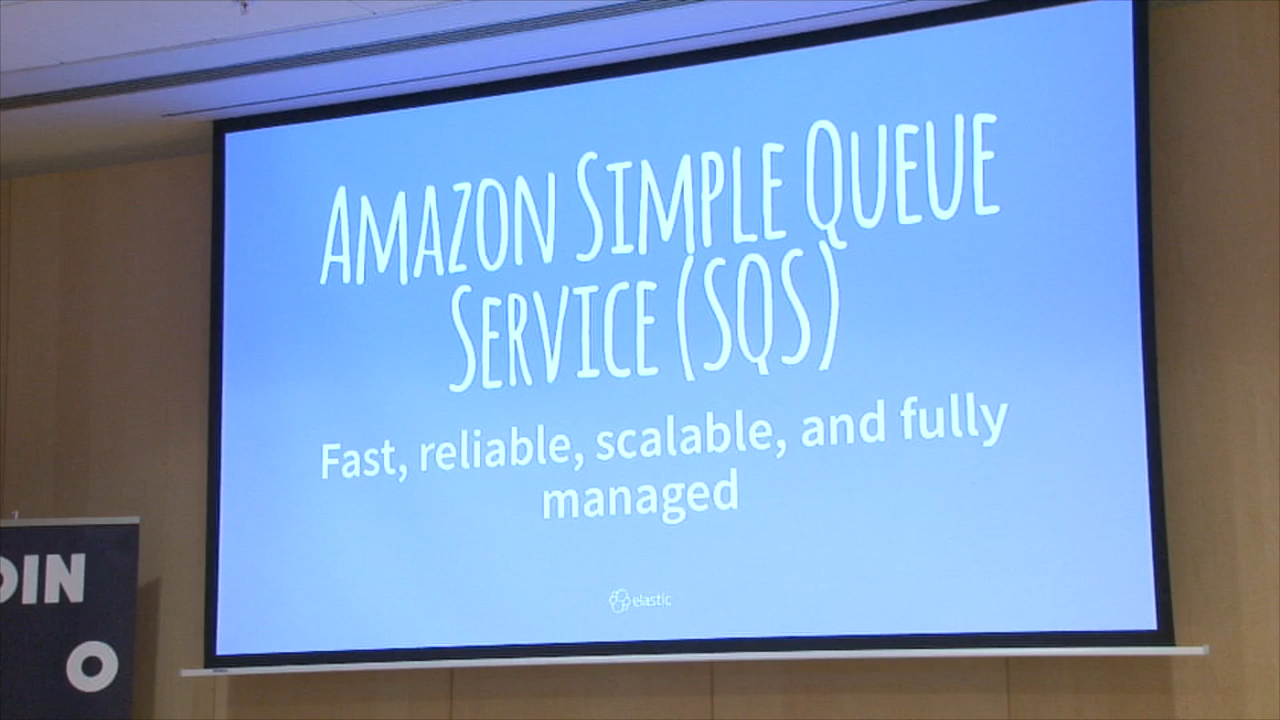 AMAZON SIMPLE QUEUE
SERVICE (SQS)
Fast, reliable, scalable, and fully
managed
elastic
OIN
O